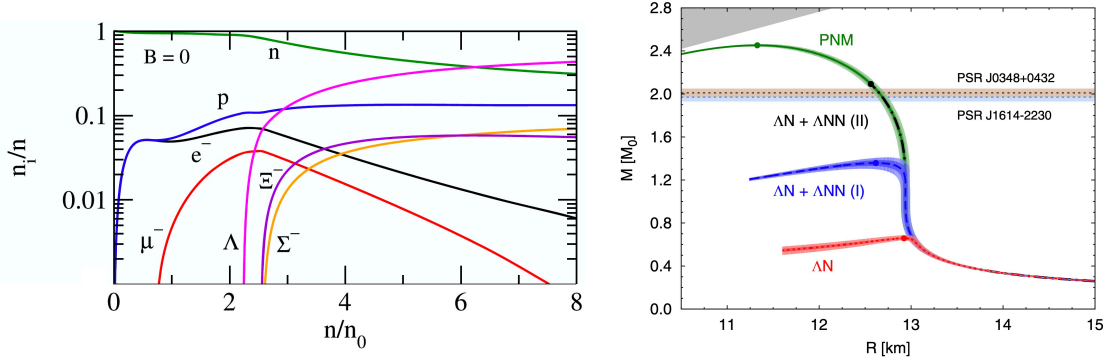 1
0.1
0.01
n_i/n
B = 0
n
p
e⁻
μ⁻
Λ
Ξ⁻
Σ⁻
0 2 4 6 8
n/n_0
2.8
2.4
2.0
1.6
1.2
0.8
0.4
0.0
M [M_0]
PNM
PSR J0348+0432
PSR J1614-2230
ΛN + ΛNN (II)
ΛN + ΛNN (I)
ΛN
11 12 13 14 15
R [km]